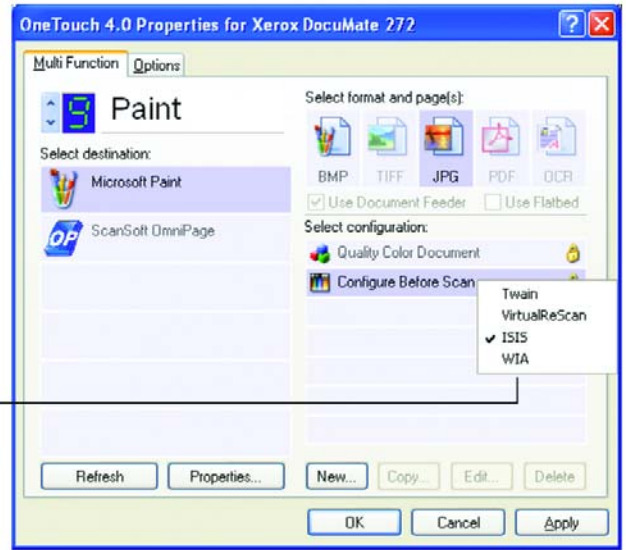 OneTouch 4.0 Properties for Xerox DocuMate 272
Multi Function
Options
9
Paint
Select destination:
Microsoft Paint
ScanSoft OmniPage
Select format and page(s):
BMP TIFF JPG PDF OCR
Use Document Feeder Use Flatbed
Select configuration:
Quality Color Document
Configure Before Scan
Twain
VirtualReScan
ISIS
WIA
Refresh Properties... New... Copy... Edit... Delete
OK Cancel Apply